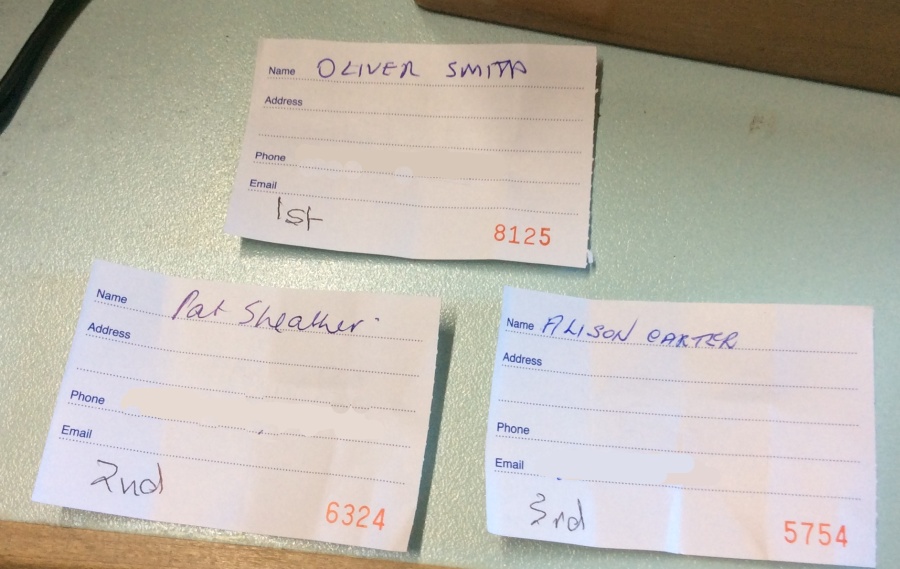 Name OLIVER SMITH
Address
Phone
Email
1st
8125
Name Pat Sheather
Address
Phone
Email
2nd
6324
Name ALISON CARTER
Address
Phone
Email
3rd
5754